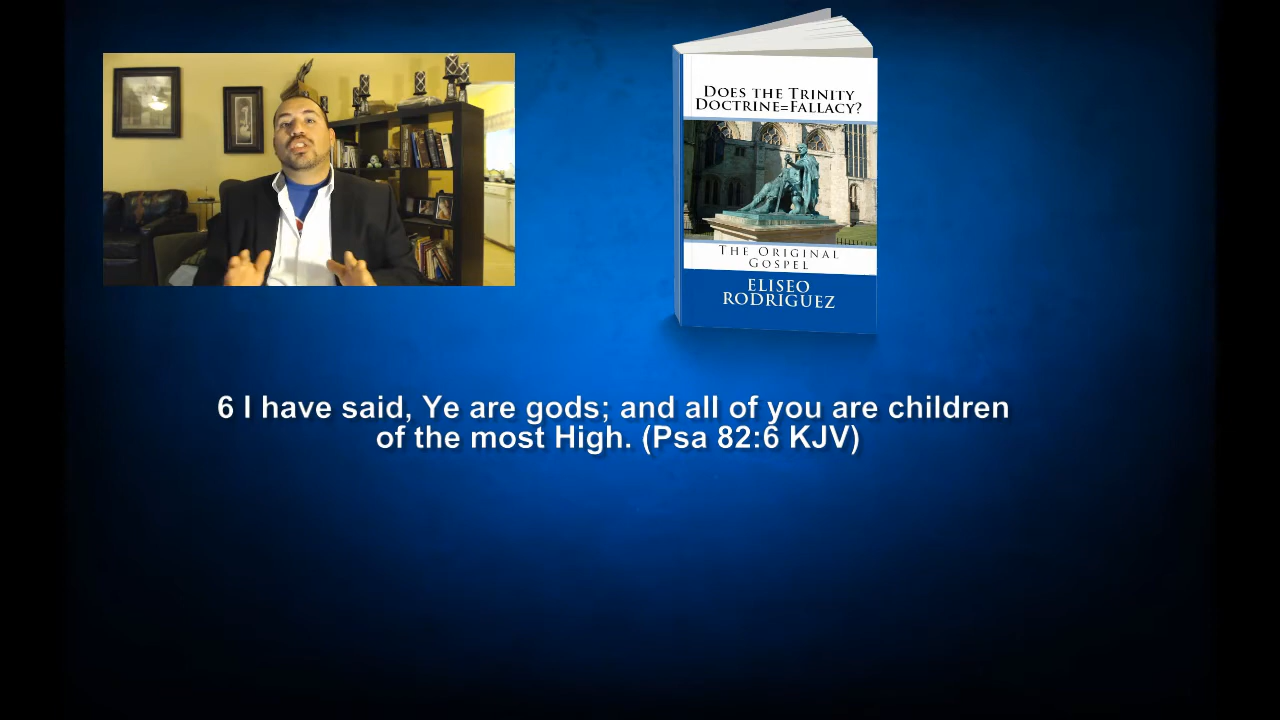 Does the Trinity
Doctrine=Fallacy?
The Original
Gospel
Eliseo
Rodriguez
6 I have said, Ye are gods; and all of you are children
of the most High. (Psa 82:6 KJV)